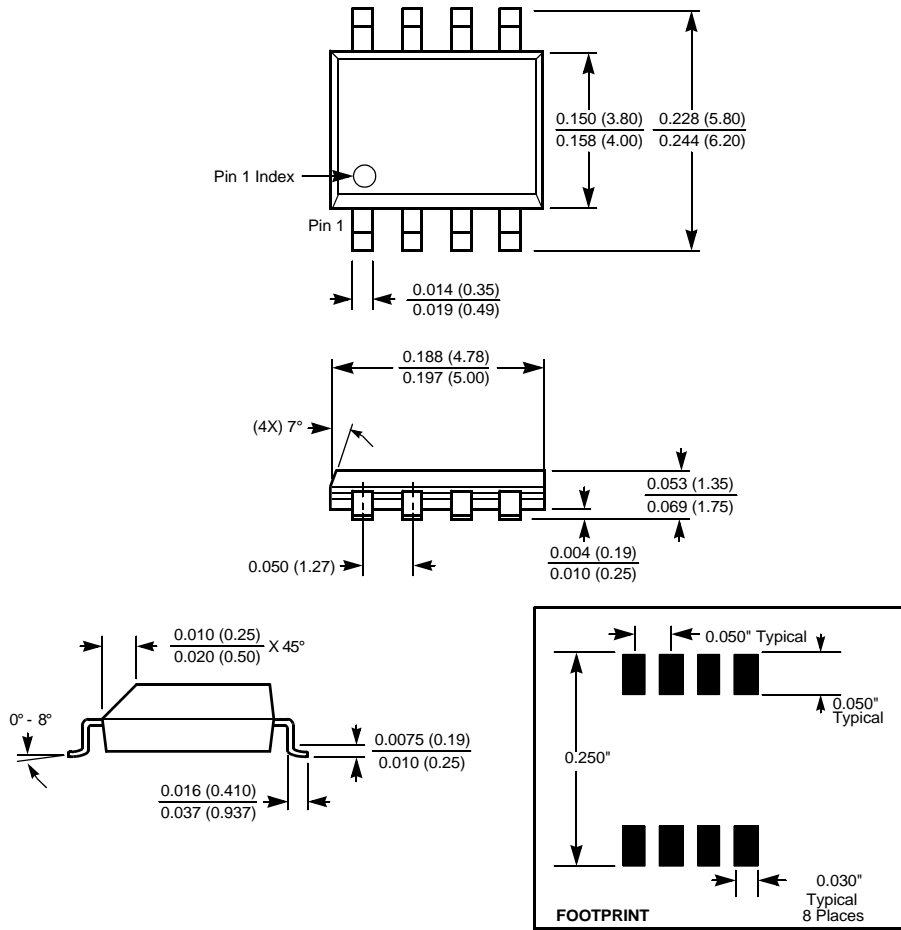 0.150 (3.80)
0.158 (4.00)
0.228 (5.80)
0.244 (6.20)
Pin 1 Index
Pin 1
0.014 (0.35)
0.019 (0.49)
0.188 (4.78)
0.197 (5.00)
(4X) 7°
0.053 (1.35)
0.069 (1.75)
0.050 (1.27)
0.004 (0.19)
0.010 (0.25)
0.010 (0.25)
0.020 (0.50)
X 45°
0° - 8°
0.0075 (0.19)
0.010 (0.25)
0.016 (0.410)
0.037 (0.937)
0.050" Typical
0.050"
Typical
0.250"
0.030"
Typical
8 Places
FOOTPRINT